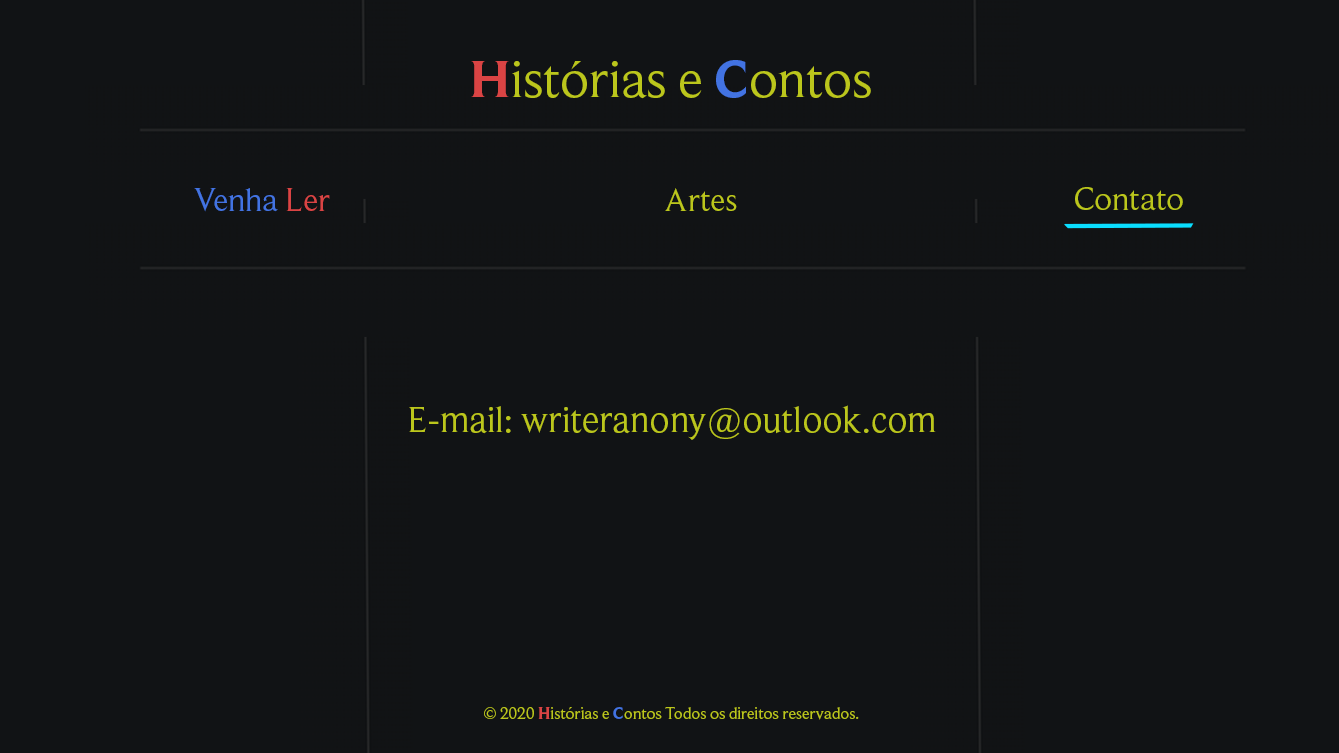 Histórias e Contos
Venha Ler
Artes
Contato
E-mail: writeranony@outlook.com
© 2020 Histórias e Contos Todos os direitos reservados.